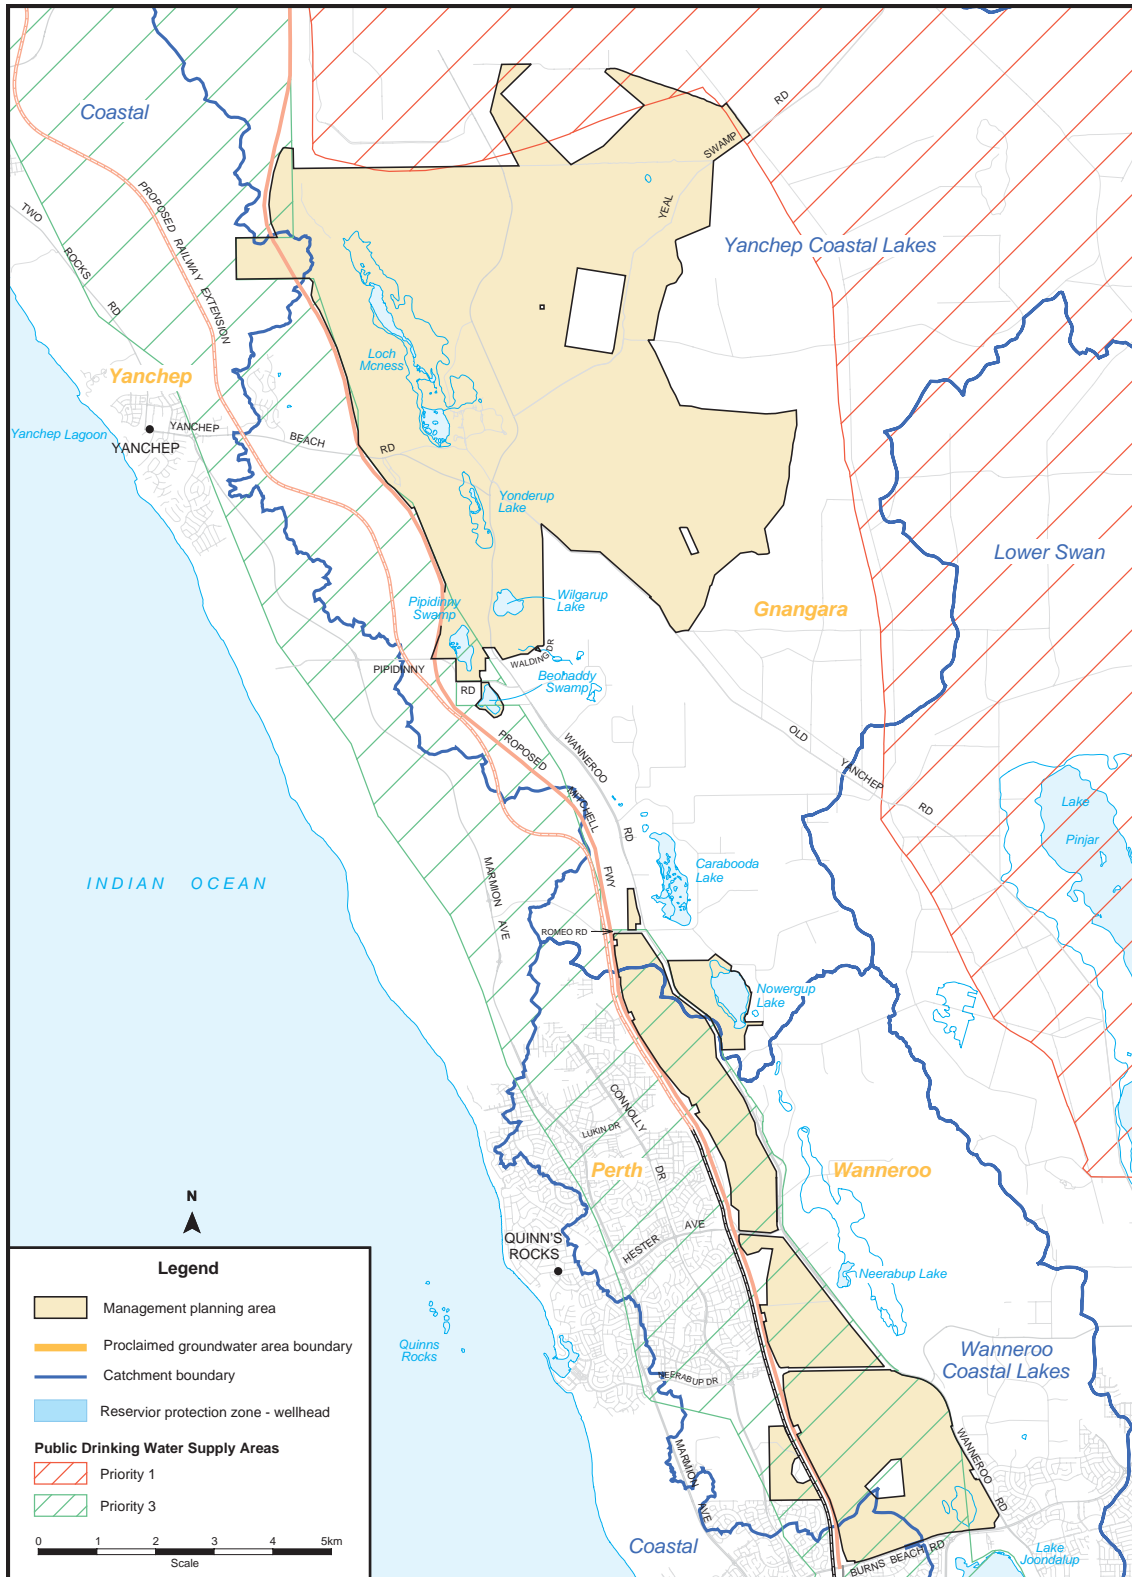 Coastal
RD
SWAMP
YEAL
Yanchep Coastal Lakes
TWO
ROCKS
RD
PROPOSED RAILWAY EXTENSION
Loch
Mcness
Yanchep
Yanchep Lagoon
YANCHEP
YANCHEP
BEACH
RD
Yonderup
Lake
Lower Swan
Gnangara
Pipidinny
Swamp
Wilgarup
Lake
WALDING DR
PIPIDINNY
RD
Beohaddy
Swamp
PROPOSED
MITCHELL
FWY
WANNEROO
RD
OLD
YANCHEP
RD
Lake
Pinjar
INDIAN OCEAN
MARMION
AVE
Carabooda
Lake
ROMEO RD
Nowergup
Lake
CONNOLLY
DR
LUKIN DR
Perth
Wanneroo
HESTER
AVE
QUINN'S
ROCKS
Neerabup Lake
Quinns
Rocks
NEERABUP DR
Wanneroo
Coastal Lakes
MARMION
AVE
WANNEROO
RD
Coastal
BURNS BEACH RD
Lake
Joondalup
N
Legend
Management planning area
Proclaimed groundwater area boundary
Catchment boundary
Reservior protection zone - wellhead
Public Drinking Water Supply Areas
Priority 1
Priority 3
0 1 2 3 4 5km
Scale